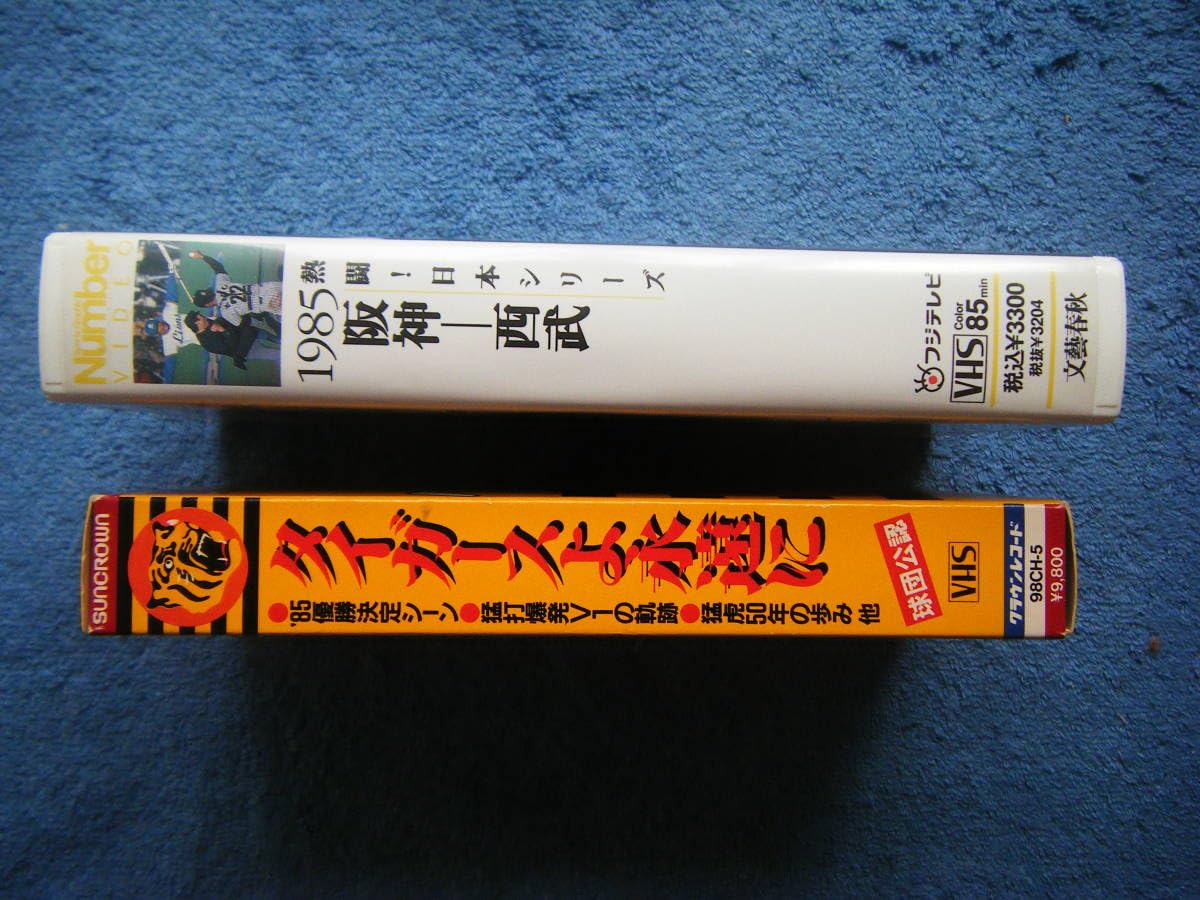 Number
VIDEO
Lions
22
熱闘!日本シリーズ
1985
阪神―西武
フジテレビ
VHS Color 85min
税込¥3300
税抜¥3204
文藝春秋
SUNCROWN
タイガースよ永遠に
●'85優勝決定シーン●猛打爆発V1の軌跡●猛虎50年の歩み 他
球団公認
VHS
クラウンレコード
98CH-5
¥9,800